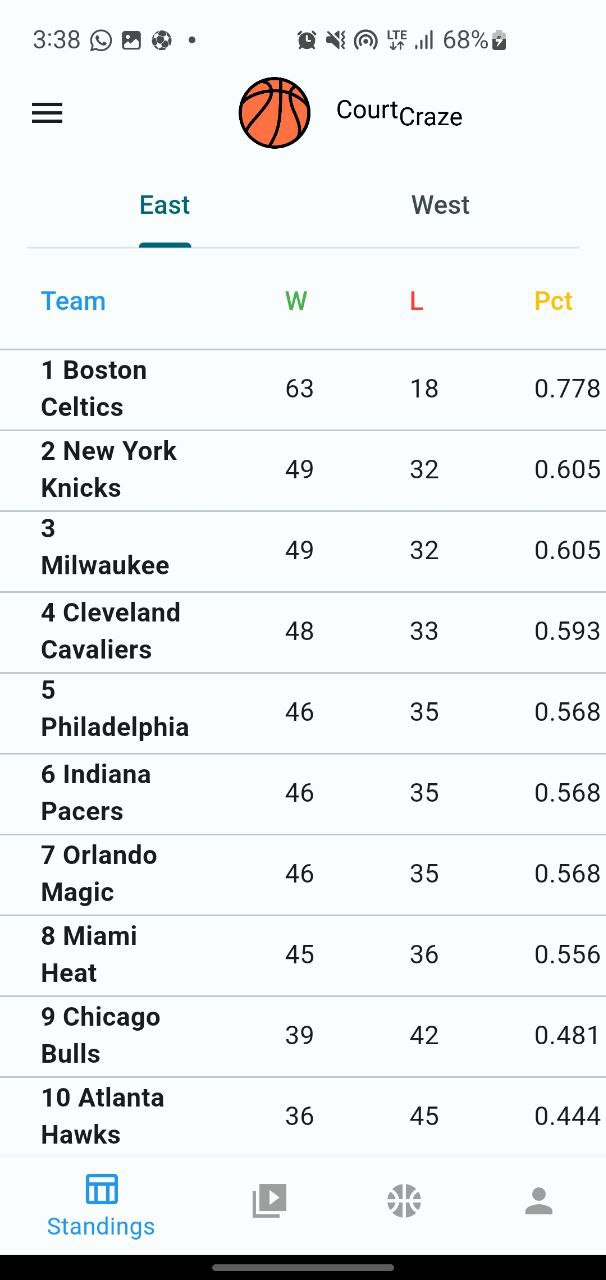 3:38 LTE 68%
Court Craze
East West
Team W L Pct
1 Boston
Celtics 63 18 0.778
2 New York
Knicks 49 32 0.605
3
Milwaukee 49 32 0.605
4 Cleveland
Cavaliers 48 33 0.593
5
Philadelphia 46 35 0.568
6 Indiana
Pacers 46 35 0.568
7 Orlando
Magic 46 35 0.568
8 Miami
Heat 45 36 0.556
9 Chicago
Bulls 39 42 0.481
10 Atlanta
Hawks 36 45 0.444
Standings